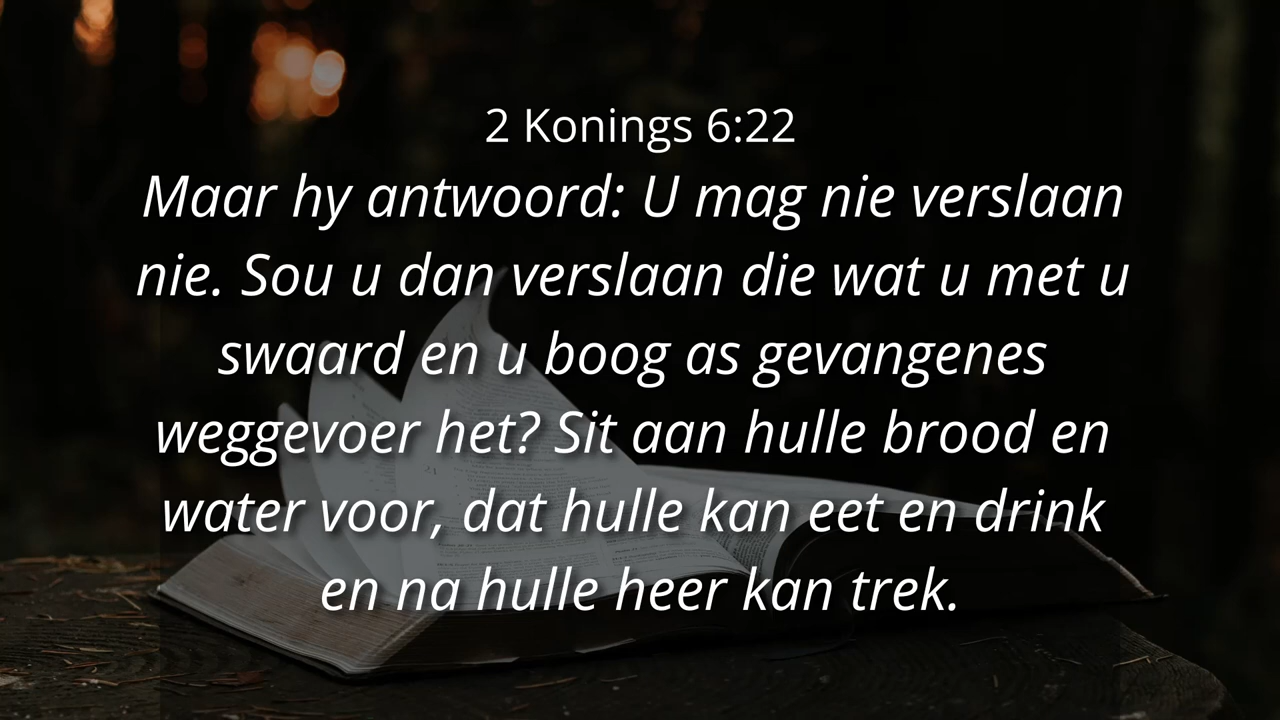 2 Konings 6:22
Maar hy antwoord: U mag nie verslaan
nie. Sou u dan verslaan die wat u met u
swaard en u boog as gevangenes
weggevoer het? Sit aan hulle brood en
water voor, dat hulle kan eet en drink
en na hulle heer kan trek.